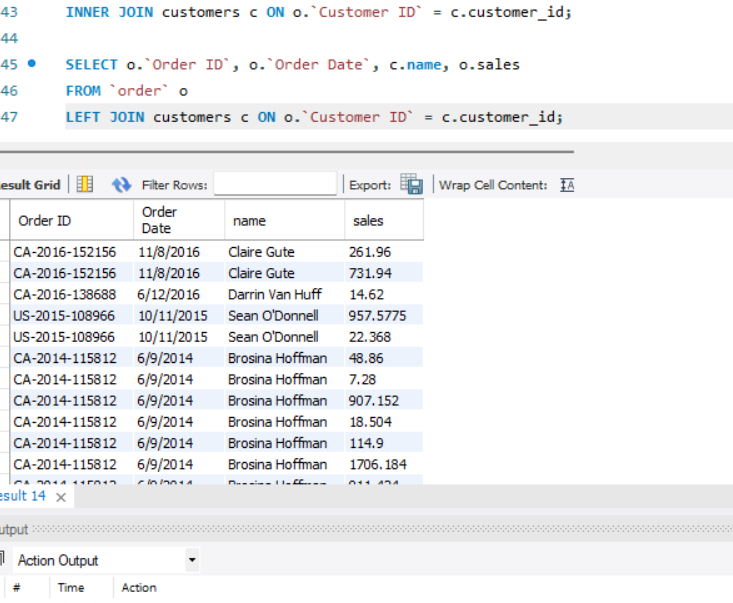 43 INNER JOIN customers c ON o.`Customer ID` = c.customer_id;
44
45 SELECT o.`Order ID`, o.`Order Date`, c.name, o.sales
46 FROM `order` o
47 LEFT JOIN customers c ON o.`Customer ID` = c.customer_id;
esult Grid Filter Rows: Export: Wrap Cell Content: IA
Order ID Order Date name sales
CA-2016-152156 11/8/2016 Claire Gute 261.96
CA-2016-152156 11/8/2016 Claire Gute 731.94
CA-2016-138688 6/12/2016 Darrin Van Huff 14.62
US-2015-108966 10/11/2015 Sean O'Donnell 957.5775
US-2015-108966 10/11/2015 Sean O'Donnell 22.368
CA-2014-115812 6/9/2014 Brosina Hoffman 48.86
CA-2014-115812 6/9/2014 Brosina Hoffman 7.28
CA-2014-115812 6/9/2014 Brosina Hoffman 907.152
CA-2014-115812 6/9/2014 Brosina Hoffman 18.504
CA-2014-115812 6/9/2014 Brosina Hoffman 114.9
CA-2014-115812 6/9/2014 Brosina Hoffman 1706.184
esult 14 ×
utput
Action Output
# Time Action